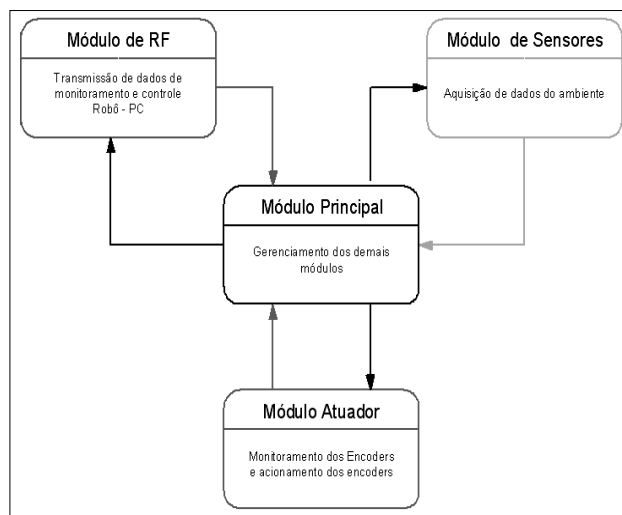 Módulo de RF
Transmissão de dados de
monitoramento e controle
Robô - PC
Módulo de Sensores
Aquisição de dados do ambiente
Módulo Principal
Gerenciamento dos demais
módulos
Módulo Atuador
Monitoramento dos Encoders
e acionamento dos encoders